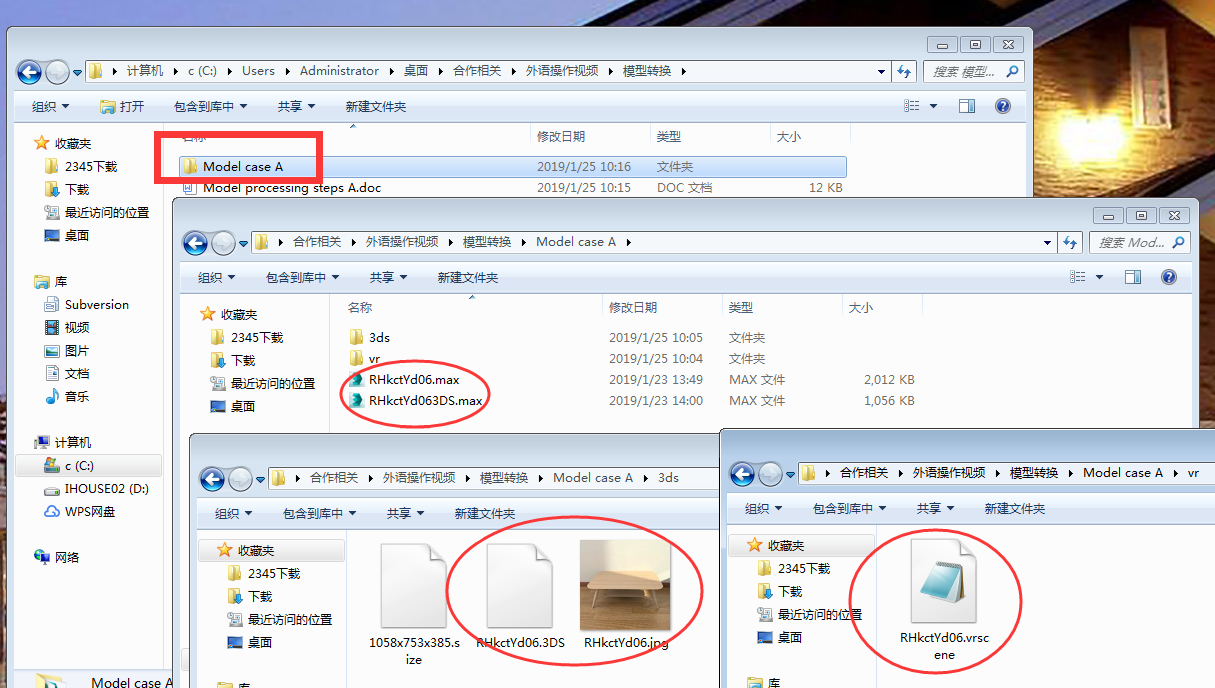 计算机 c (C:) Users Administrator 桌面 合作相关 外语操作视频 模型转换
搜索 模型...
组织 打开 包含到库中 共享 新建文件夹
收藏夹
2345下载
下载
最近访问的位置
桌面
库
Subversion
视频
图片
文档
音乐
计算机
c (C:)
IHOUSE02 (D:)
WPS网盘
网络
名称 修改日期 类型 大小
Model case A 2019/1/25 10:16 文件夹
Model processing steps A.doc 2019/1/25 10:15 DOC 文档 12 KB
Model case A
合作相关 外语操作视频 模型转换 Model case A
搜索 Mod...
组织 包含到库中 共享 新建文件夹
收藏夹
2345下载
下载
最近访问的位置
桌面
名称 修改日期 类型 大小
3ds 2019/1/25 10:05 文件夹
vr 2019/1/25 10:04 文件夹
RHkctYd06.max 2019/1/23 13:49 MAX 文件 2,012 KB
RHkctYd063DS.max 2019/1/23 14:00 MAX 文件 1,056 KB
合作相关 外语操作视频 模型转换 Model case A 3ds
组织 包含到库中 共享 新建文件夹
收藏夹
2345下载
下载
最近访问的位置
桌面
库
1058x753x385.s
ize
RHkctYd06.3DS
RHkctYd06.jpg
合作相关 外语操作视频 模型转换 Model case A vr
组织 包含到库中 共享 新建文件夹
收藏夹
2345下载
下载
最近访问的位置
桌面
库
RHkctYd06.vrsc
ene